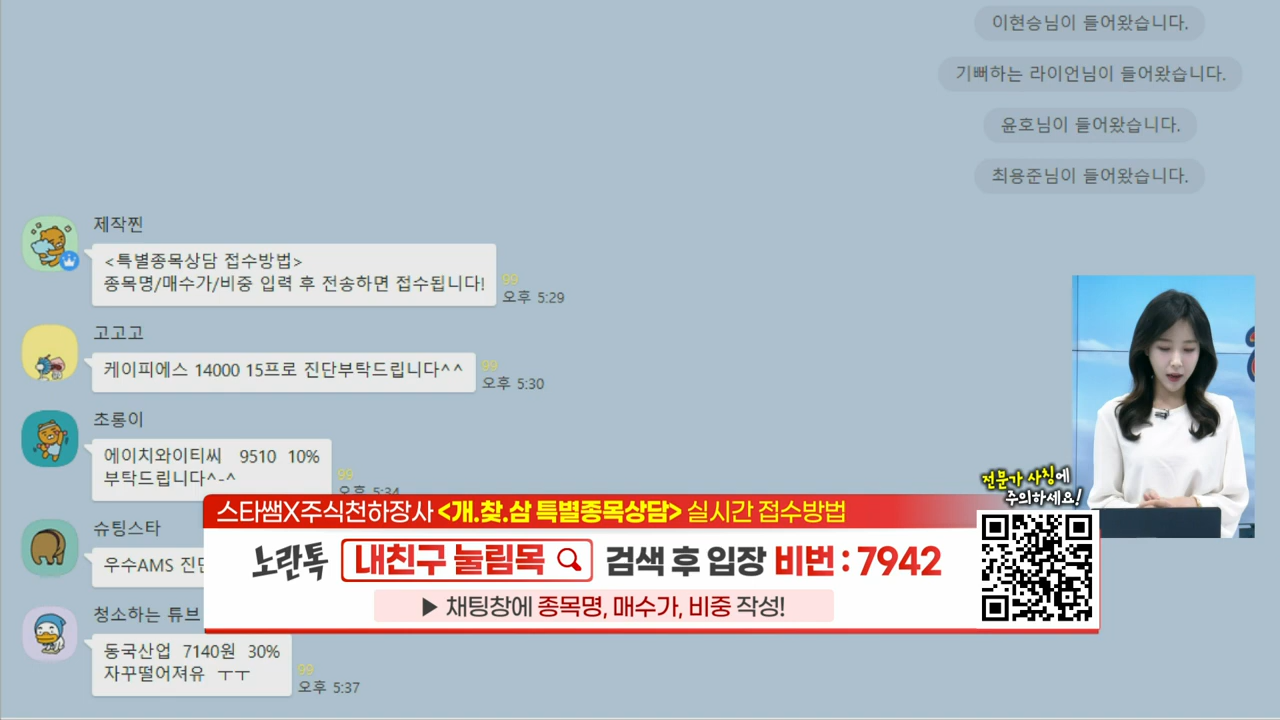 이현승님이 들어왔습니다.
기뻐하는 라이언님이 들어왔습니다.
윤호님이 들어왔습니다.
최용준님이 들어왔습니다.
제작찐
<특별종목상담 접수방법>
종목명/매수가/비중 입력 후 전송하면 접수됩니다!
99
오후 5:29
고고고
케이피에스 14000 15프로 진단부탁드립니다^^
99
오후 5:30
초롱이
에이치와이티씨 9510 10%
부탁드립니다^-^
99
오후 5:34
슈팅스타
우수AMS 진단
청소하는 튜브
동국산업 7140원 30%
자꾸떨어져유 ㅜㅜ
99
오후 5:37
전문가 사칭에
주의하세요!
스타쌤X주식천하장사 <개.찾.삼 특별종목상담> 실시간 접수방법
노란톡 내친구 눌림목 검색 후 입장 비번 : 7942
▶ 채팅창에 종목명, 매수가, 비중 작성!